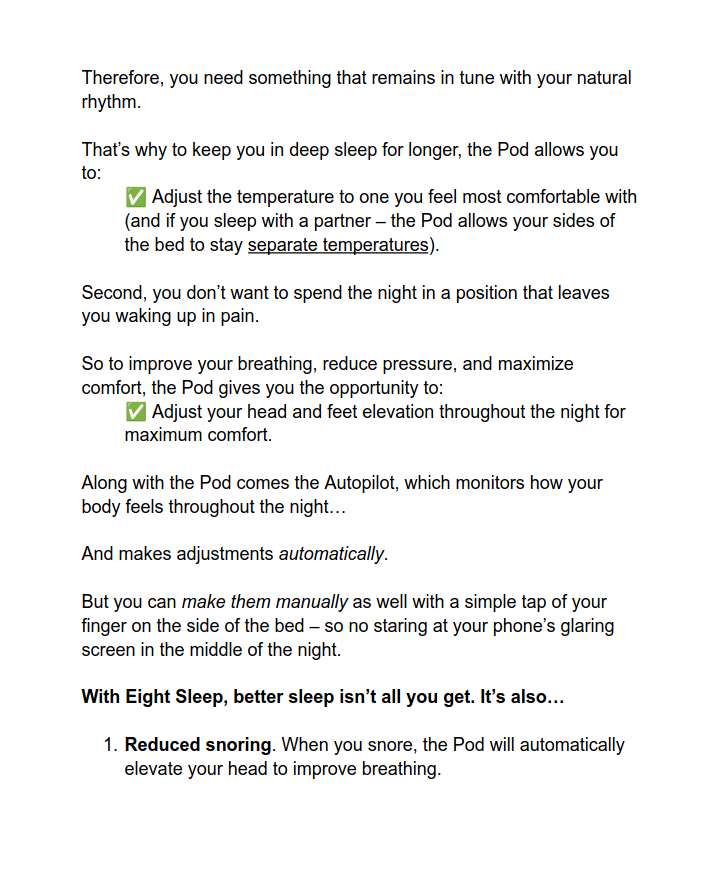 Therefore, you need something that remains in tune with your natural
rhythm.
That’s why to keep you in deep sleep for longer, the Pod allows you
to:
✅ Adjust the temperature to one you feel most comfortable with
(and if you sleep with a partner – the Pod allows your sides of
the bed to stay separate temperatures).
Second, you don’t want to spend the night in a position that leaves
you waking up in pain.
So to improve your breathing, reduce pressure, and maximize
comfort, the Pod gives you the opportunity to:
✅ Adjust your head and feet elevation throughout the night for
maximum comfort.
Along with the Pod comes the Autopilot, which monitors how your
body feels throughout the night…
And makes adjustments automatically.
But you can make them manually as well with a simple tap of your
finger on the side of the bed – so no staring at your phone’s glaring
screen in the middle of the night.
With Eight Sleep, better sleep isn’t all you get. It’s also…
1. Reduced snoring. When you snore, the Pod will automatically
elevate your head to improve breathing.